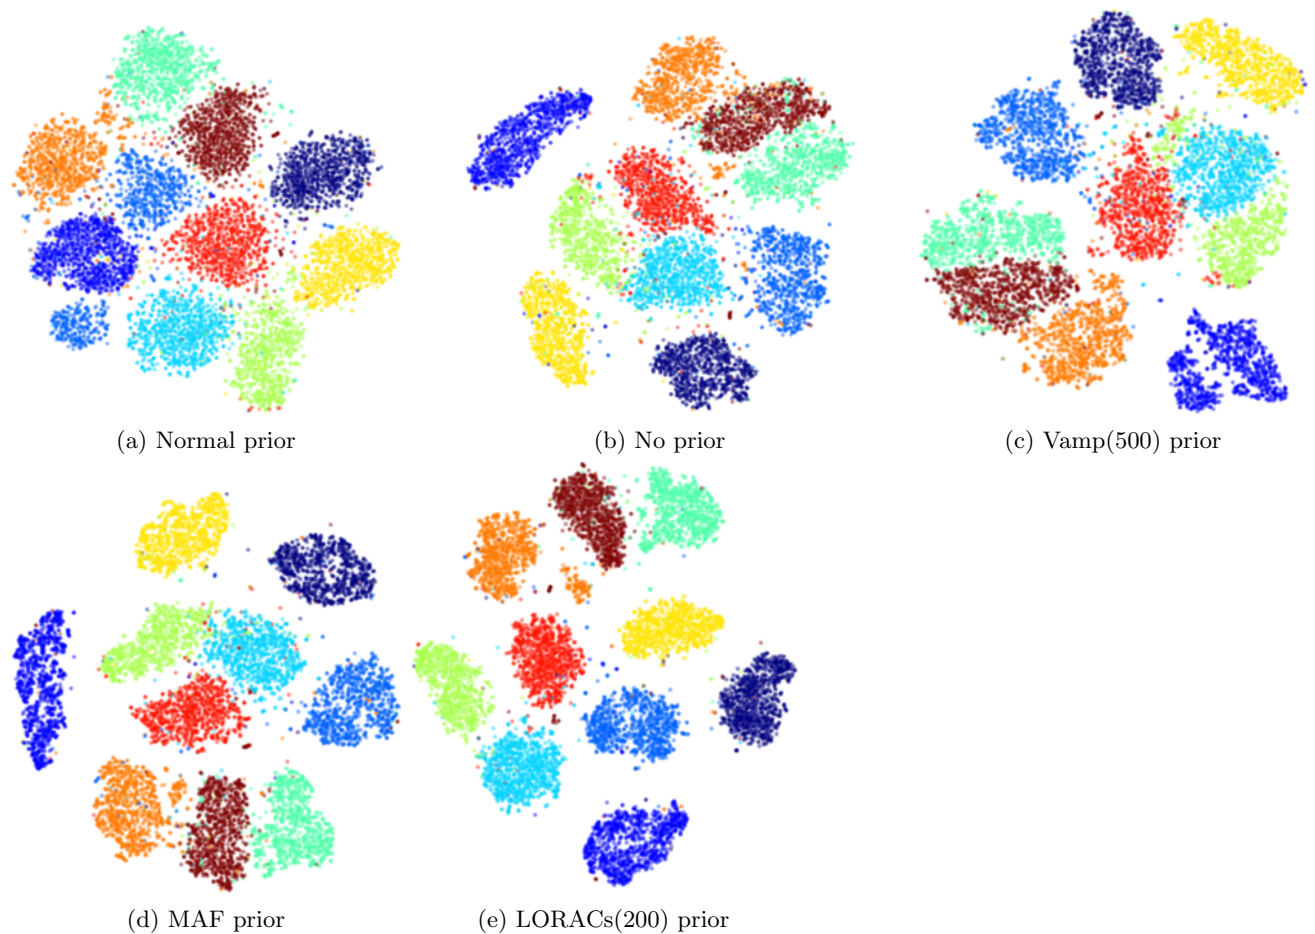 (a) Normal prior
(b) No prior
(c) Vamp(500) prior
(d) MAF prior
(e) LORACs(200) prior